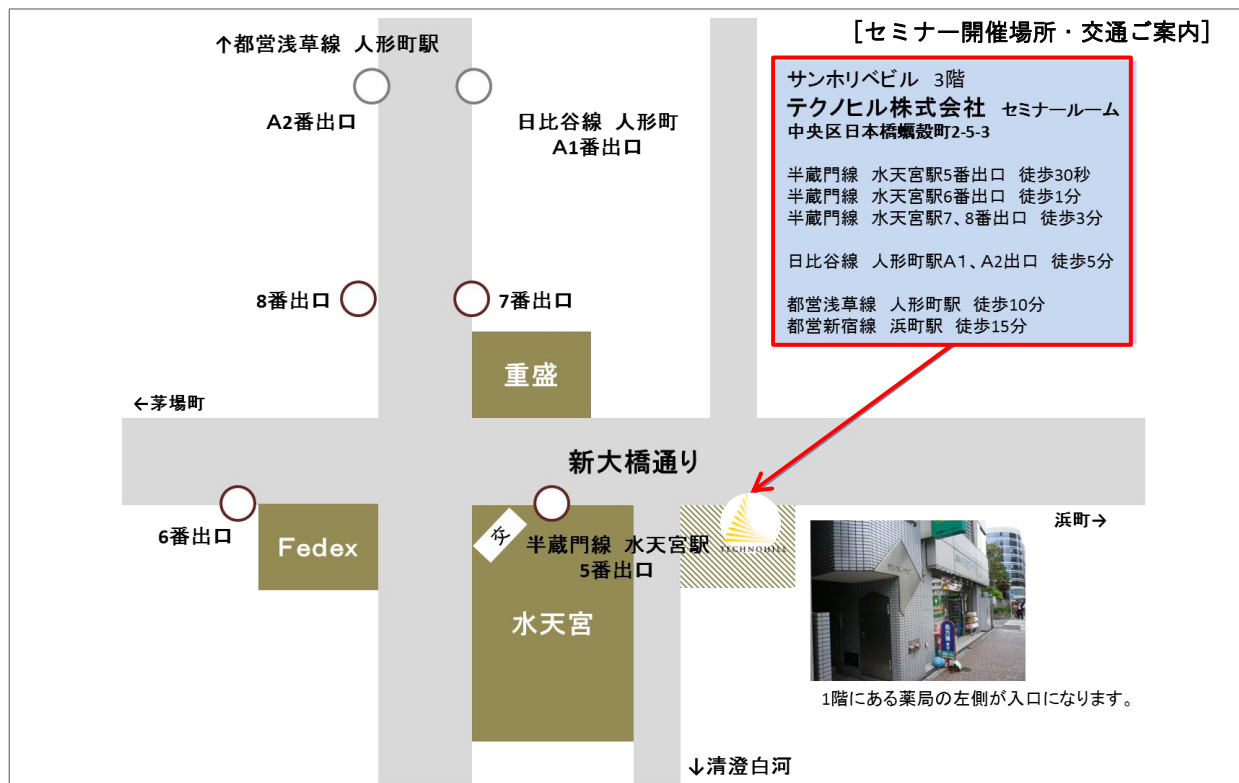 [セミナー開催場所・交通ご案内]
↑都営浅草線 人形町駅
A2番出口
日比谷線 人形町
A1番出口
サンホリベビル 3階
テクノヒル株式会社 セミナールーム
中央区日本橋蠣殻町2-5-3
半蔵門線 水天宮駅5番出口 徒歩30秒
半蔵門線 水天宮駅6番出口 徒歩1分
半蔵門線 水天宮駅7、8番出口 徒歩3分
日比谷線 人形町駅A1、A2出口 徒歩5分
都営浅草線 人形町駅 徒歩10分
都営新宿線 浜町駅 徒歩15分
8番出口
7番出口
重盛
←茅場町
新大橋通り
6番出口
Fedex
交
半蔵門線 水天宮駅
5番出口
TECHNOHILL
浜町→
水天宮
1階にある薬局の左側が入口になります。
↓清澄白河